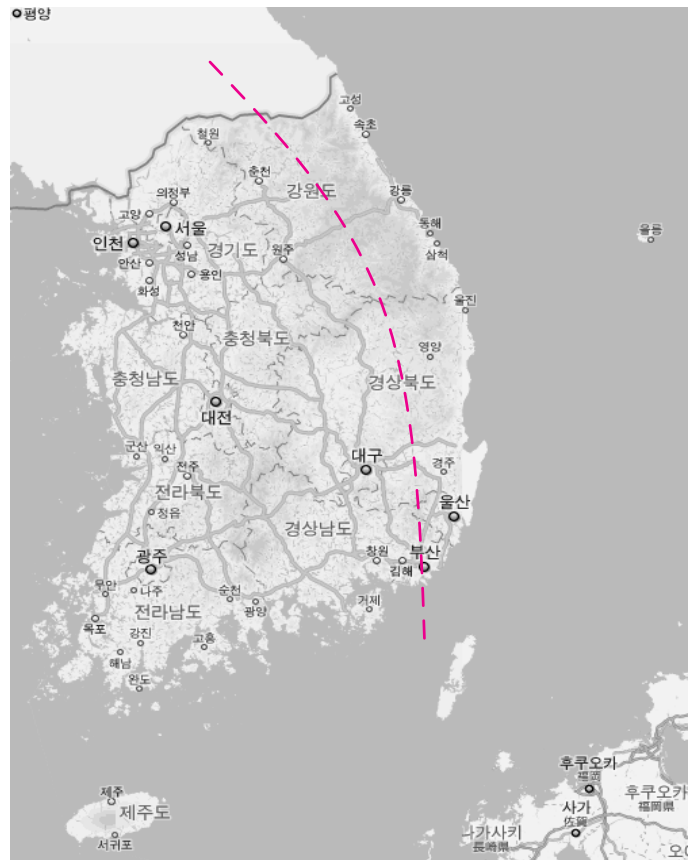 평양
고성
속초
철원
춘천
강원도
강릉
의정부
고양
서울
동해
울릉
인천
경기도
성남
원주
삼척
안산
용인
화성
울진
천안
충청북도
영양
충청남도
경상북도
대전
군산
익산
대구
경주
전주
전라북도
정읍
경상남도
울산
광주
창원
부산
김해
무안
나주
순천
광양
거제
전라남도
목포
강진
고흥
해남
완도
후쿠오카
福岡
제주
제주도
후쿠오카
福岡県
사가
佐賀
나가사키
長崎県
서귀포
오이